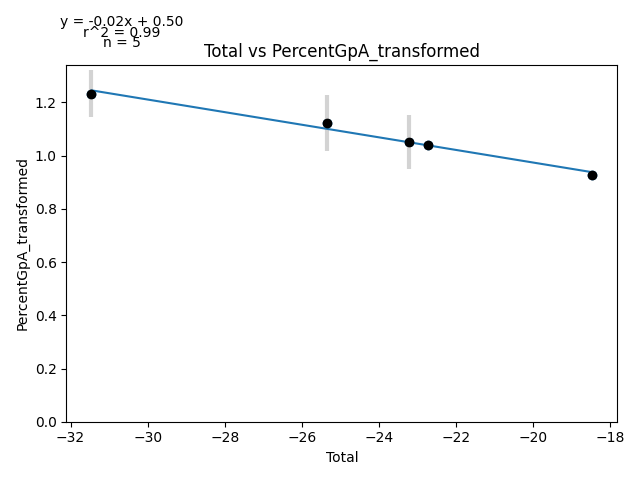 y = -0.02x + 0.50
r^2 = 0.99
n = 5
Total vs PercentGpA_transformed
PercentGpA_transformed
1.2
1.0
0.8
0.6
0.4
0.2
0.0
−32 −30 −28 −26 −24 −22 −20 −18
Total